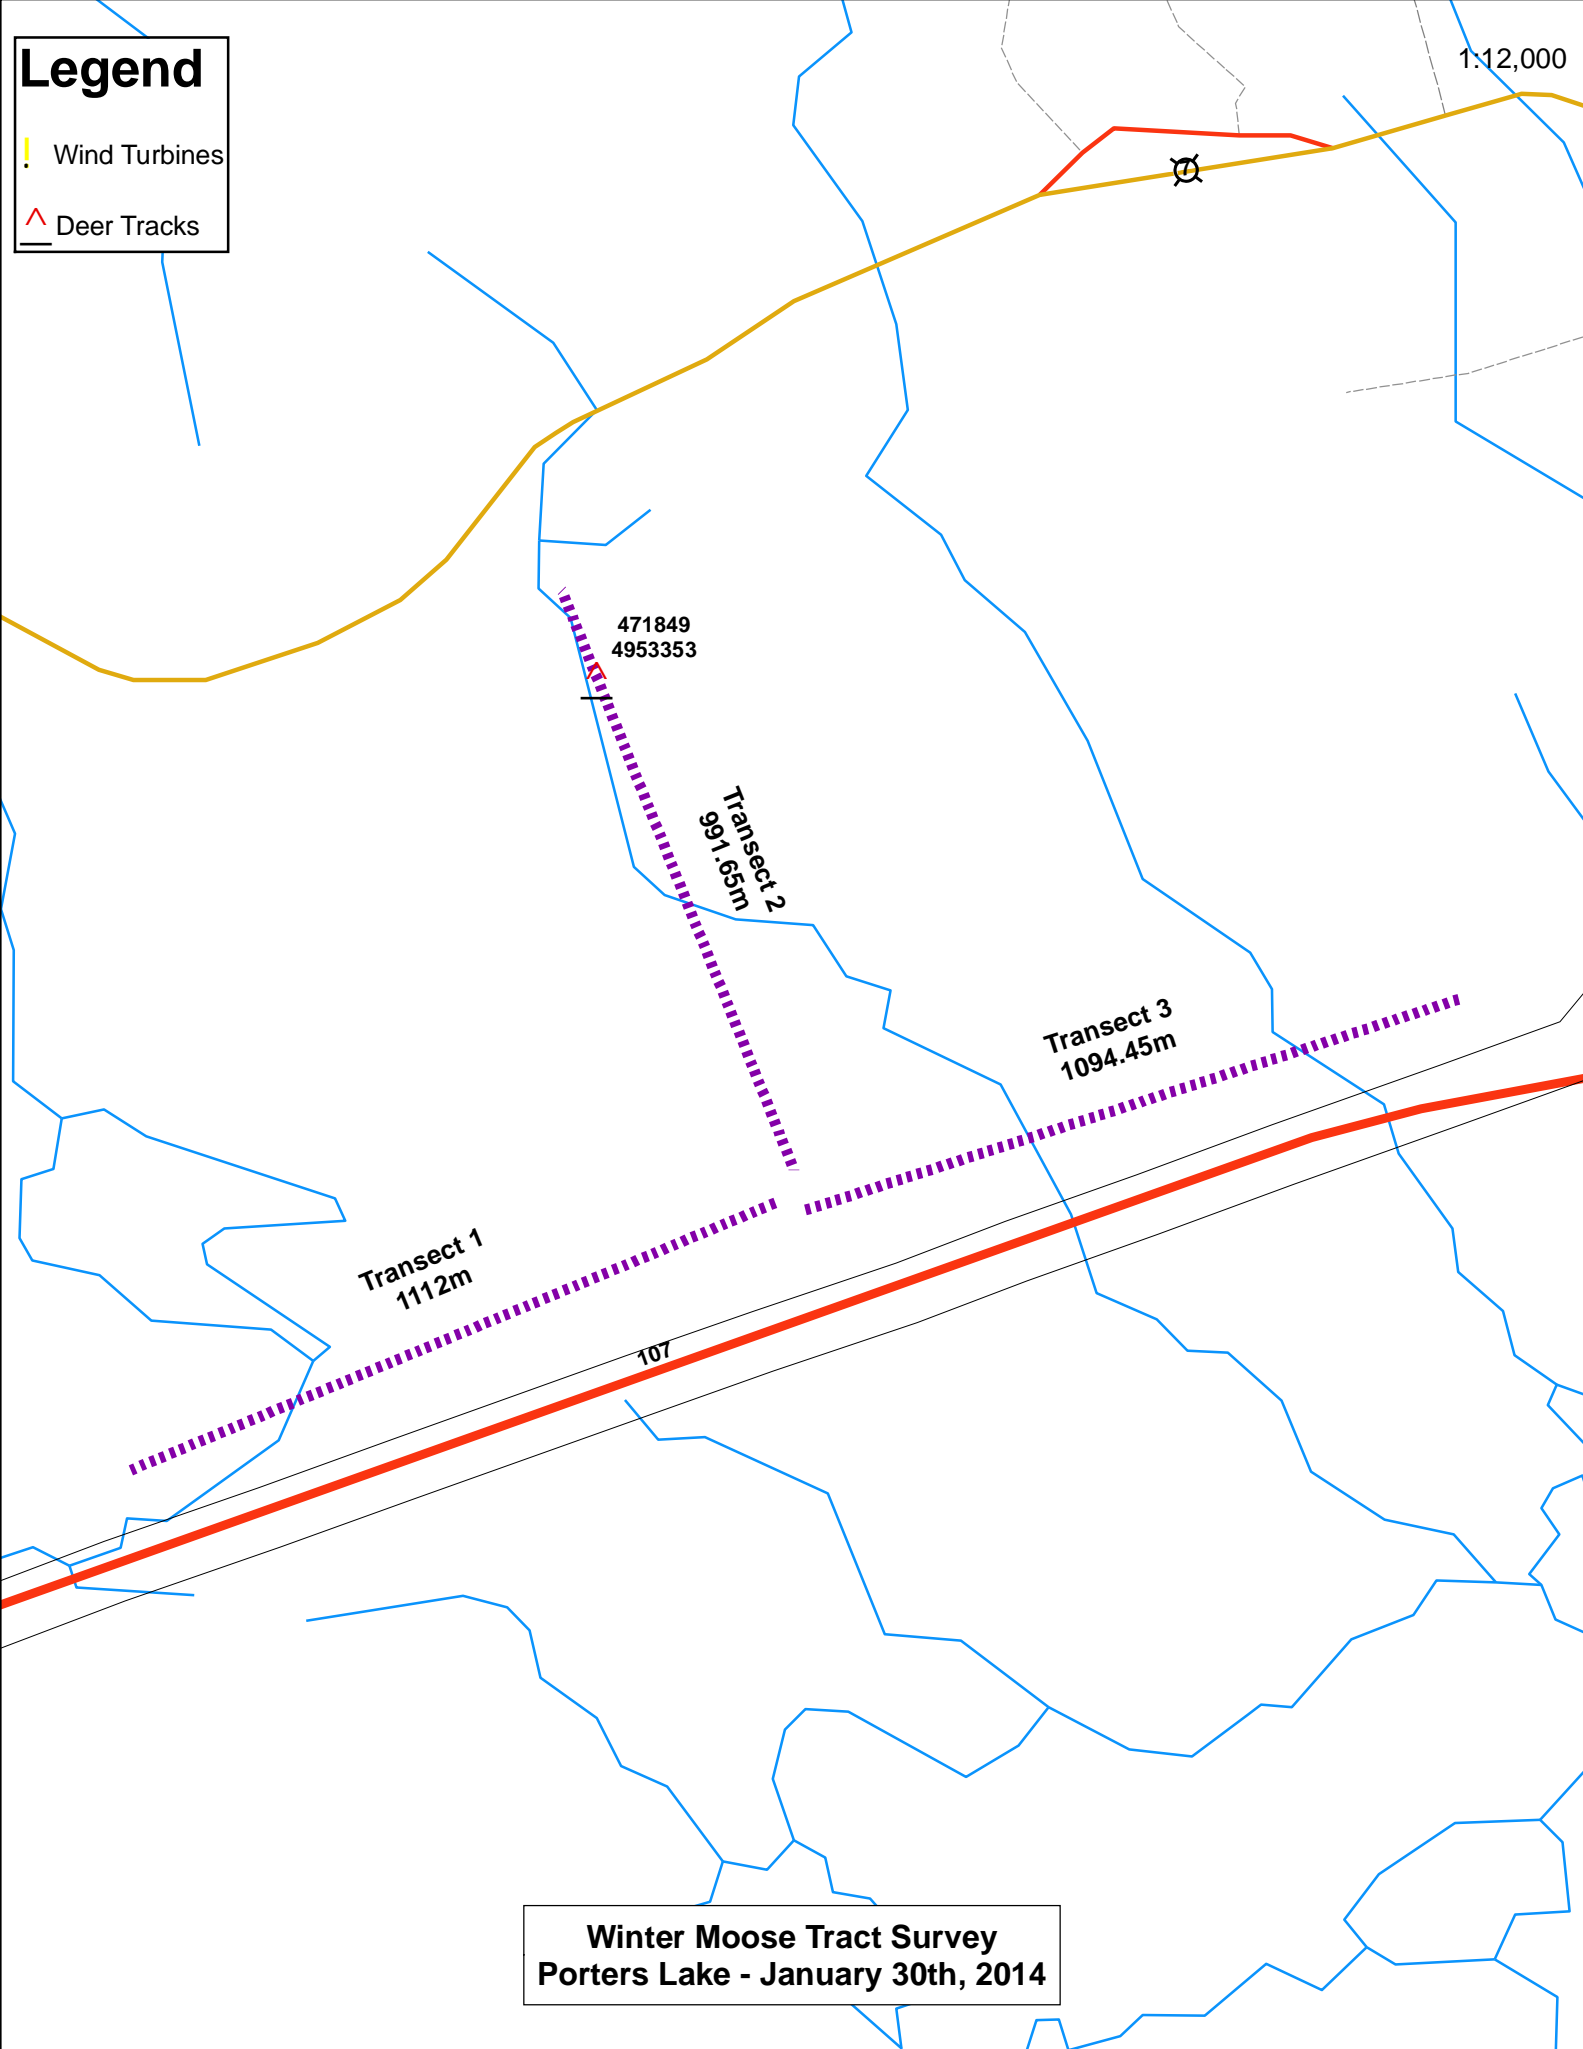 Legend
1:12,000
Wind Turbines
7
Deer Tracks
471849
4953353
Transect 2
991.65m
Transect 3
1094.45m
Transect 1
1112m
107
Winter Moose Tract Survey
Porters Lake - January 30th, 2014